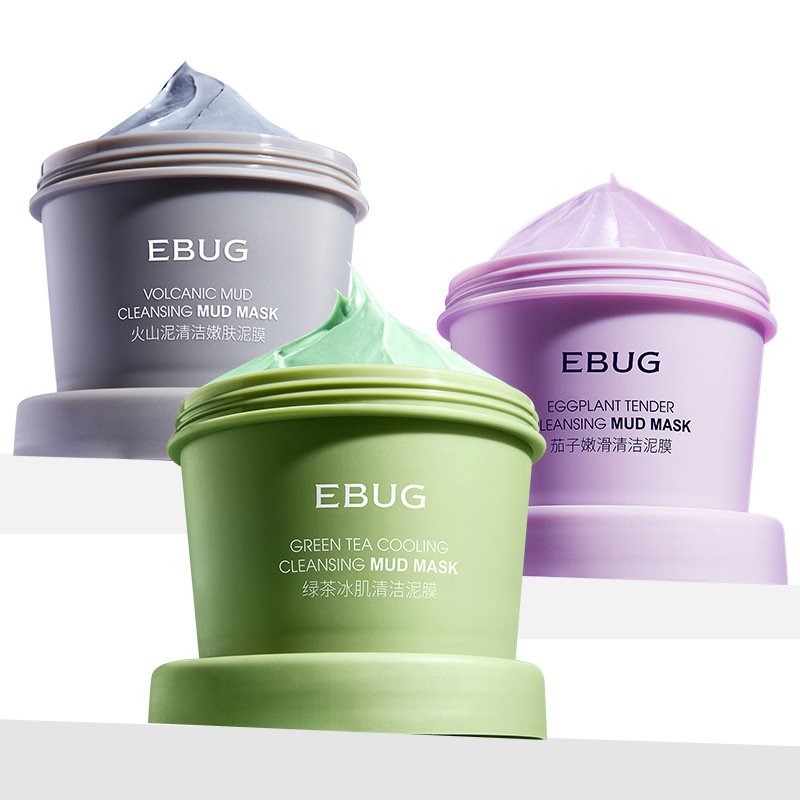 EBUG
VOLCANIC MUD
CLEANSING MUD MASK
火山泥清洁嫩肤泥膜
EBUG
EGGPLANT TENDER
LEANSING MUD MASK
茄子嫩滑清洁泥膜
EBUG
GREEN TEA COOLING
CLEANSING MUD MASK
绿茶冰肌清洁泥膜